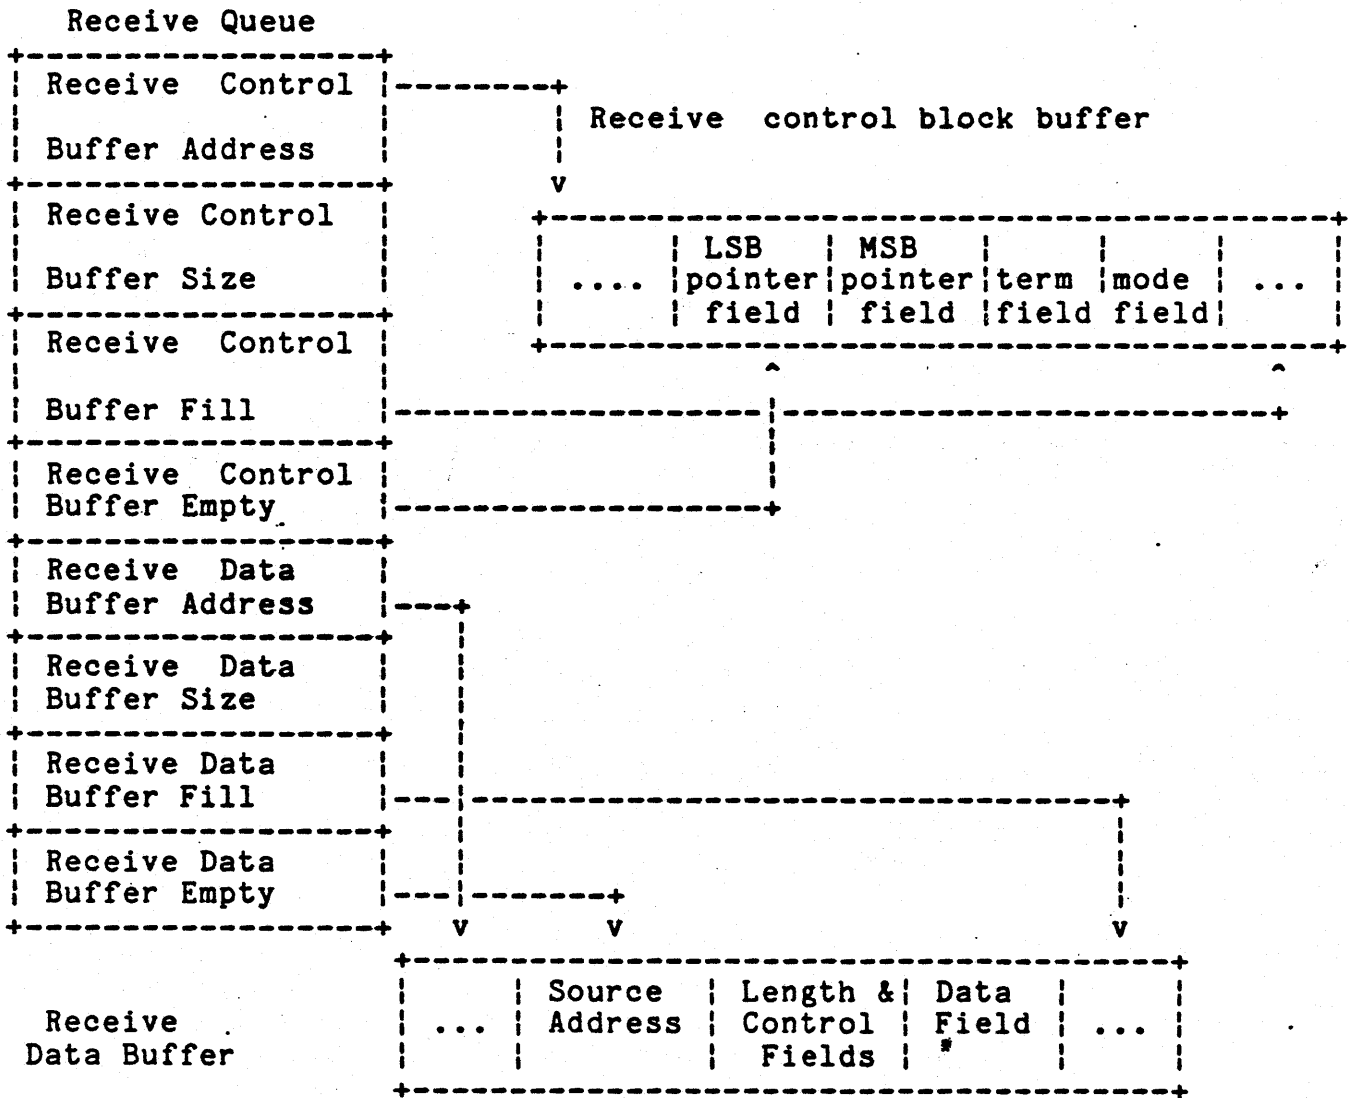 Receive Queue
Receive Control
Buffer Address
Receive control block buffer
Receive Control
Buffer Size
.... LSB pointer field MSB pointer field term field mode field ...
Receive Control
Buffer Fill
Receive Control
Buffer Empty
Receive Data
Buffer Address
Receive Data
Buffer Size
Receive Data
Buffer Fill
Receive Data
Buffer Empty
Receive
Data Buffer
... Source Address Length & Control Fields Data Field ...